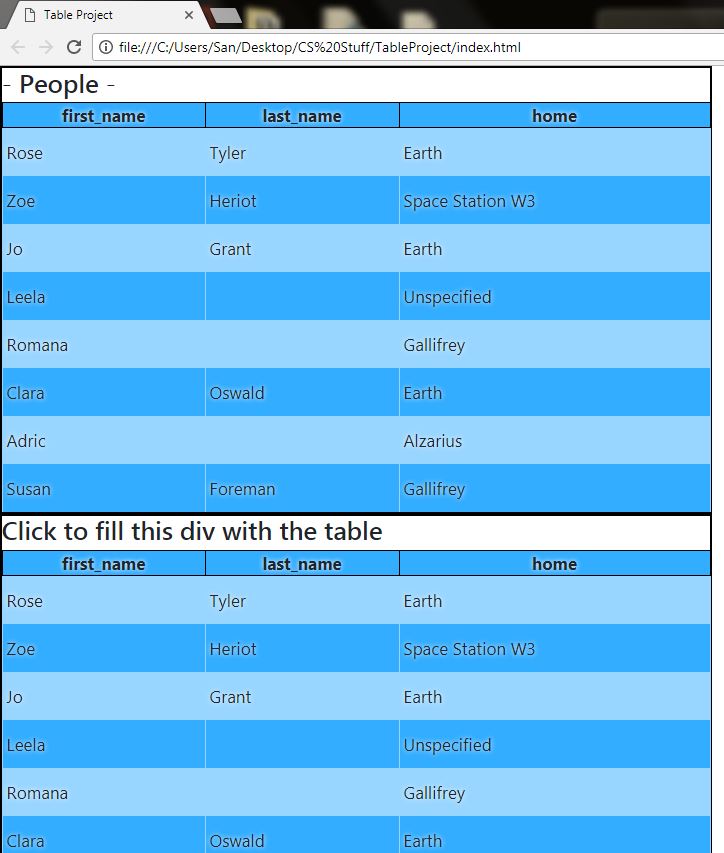 Table Project
file:///C:/Users/San/Desktop/CS%20Stuff/TableProject/index.html
- People -
first_name last_name home
Rose Tyler Earth
Zoe Heriot Space Station W3
Jo Grant Earth
Leela Unspecified
Romana Gallifrey
Clara Oswald Earth
Adric Alzarius
Susan Foreman Gallifrey
Click to fill this div with the table
first_name last_name home
Rose Tyler Earth
Zoe Heriot Space Station W3
Jo Grant Earth
Leela Unspecified
Romana Gallifrey
Clara Oswald Earth